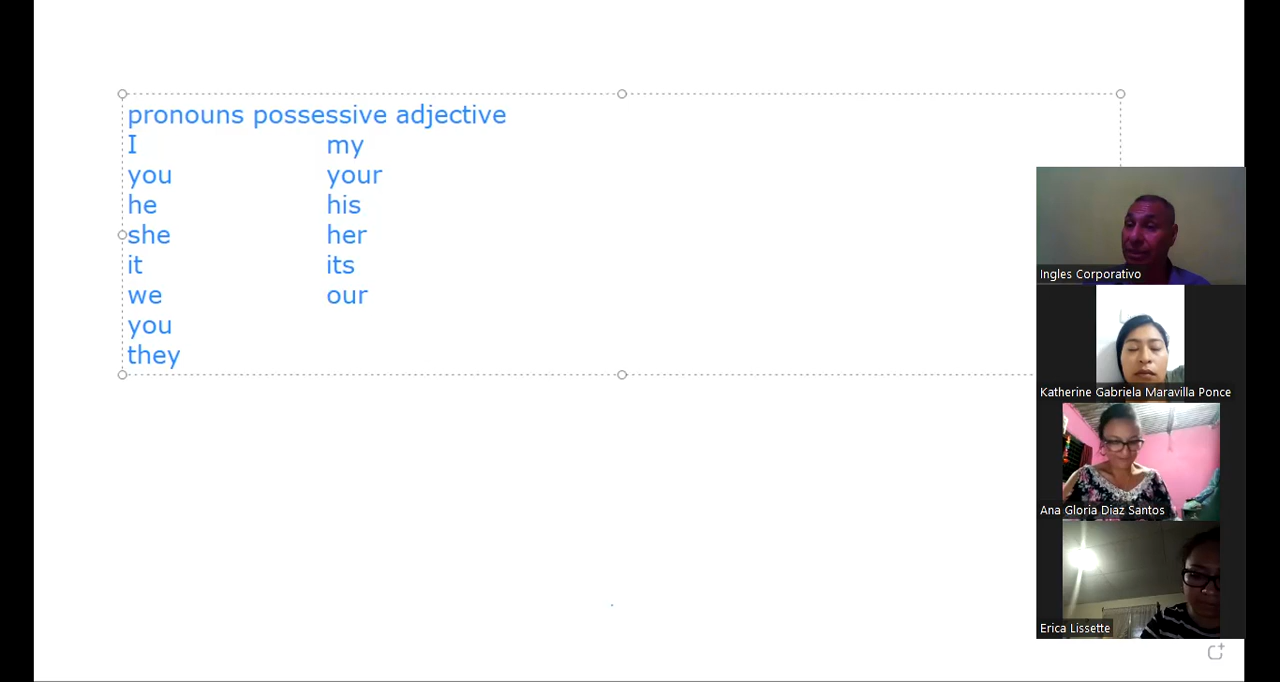 pronouns possessive adjective
I my
you your
he his
she her
it its
we our
you
they
Ingles Corporativo
Katherine Gabriela Maravilla Ponce
Ana Gloria Diaz Santos
Erica Lissette